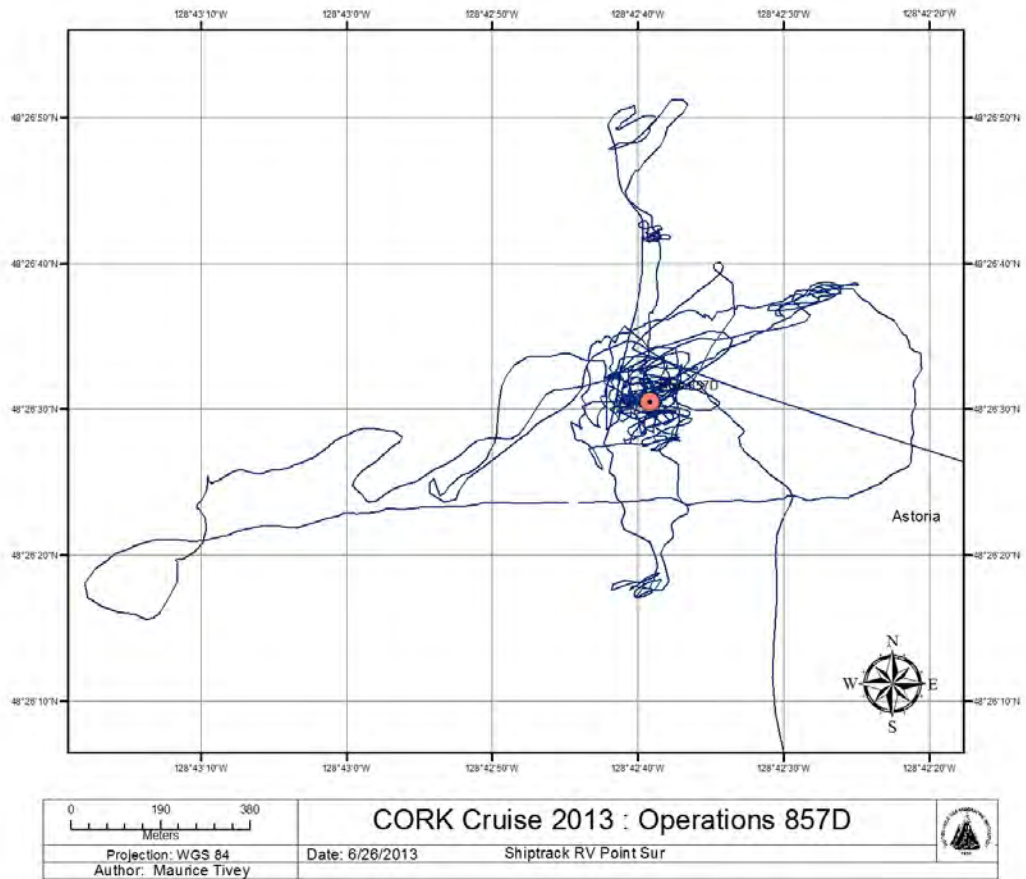 128°43'10"W 128°43'0"W 128°42'50"W 128°42'40"W 128°42'30"W 128°42'20"W
48°26'50"N 48°26'50"N
48°26'40"N 48°26'40"N
857D
48°26'30"N 48°26'30"N
Astoria
48°26'20"N 48°26'20"N
N
W E
S
48°26'10"N 48°26'10"N
128°43'10"W 128°43'0"W 128°42'50"W 128°42'40"W 128°42'30"W 128°42'20"W
0 190 380
Meters
CORK Cruise 2013 : Operations 857D
Projection: WGS 84
Date: 6/26/2013 Shiptrack RV Point Sur
Author: Maurice Tivey